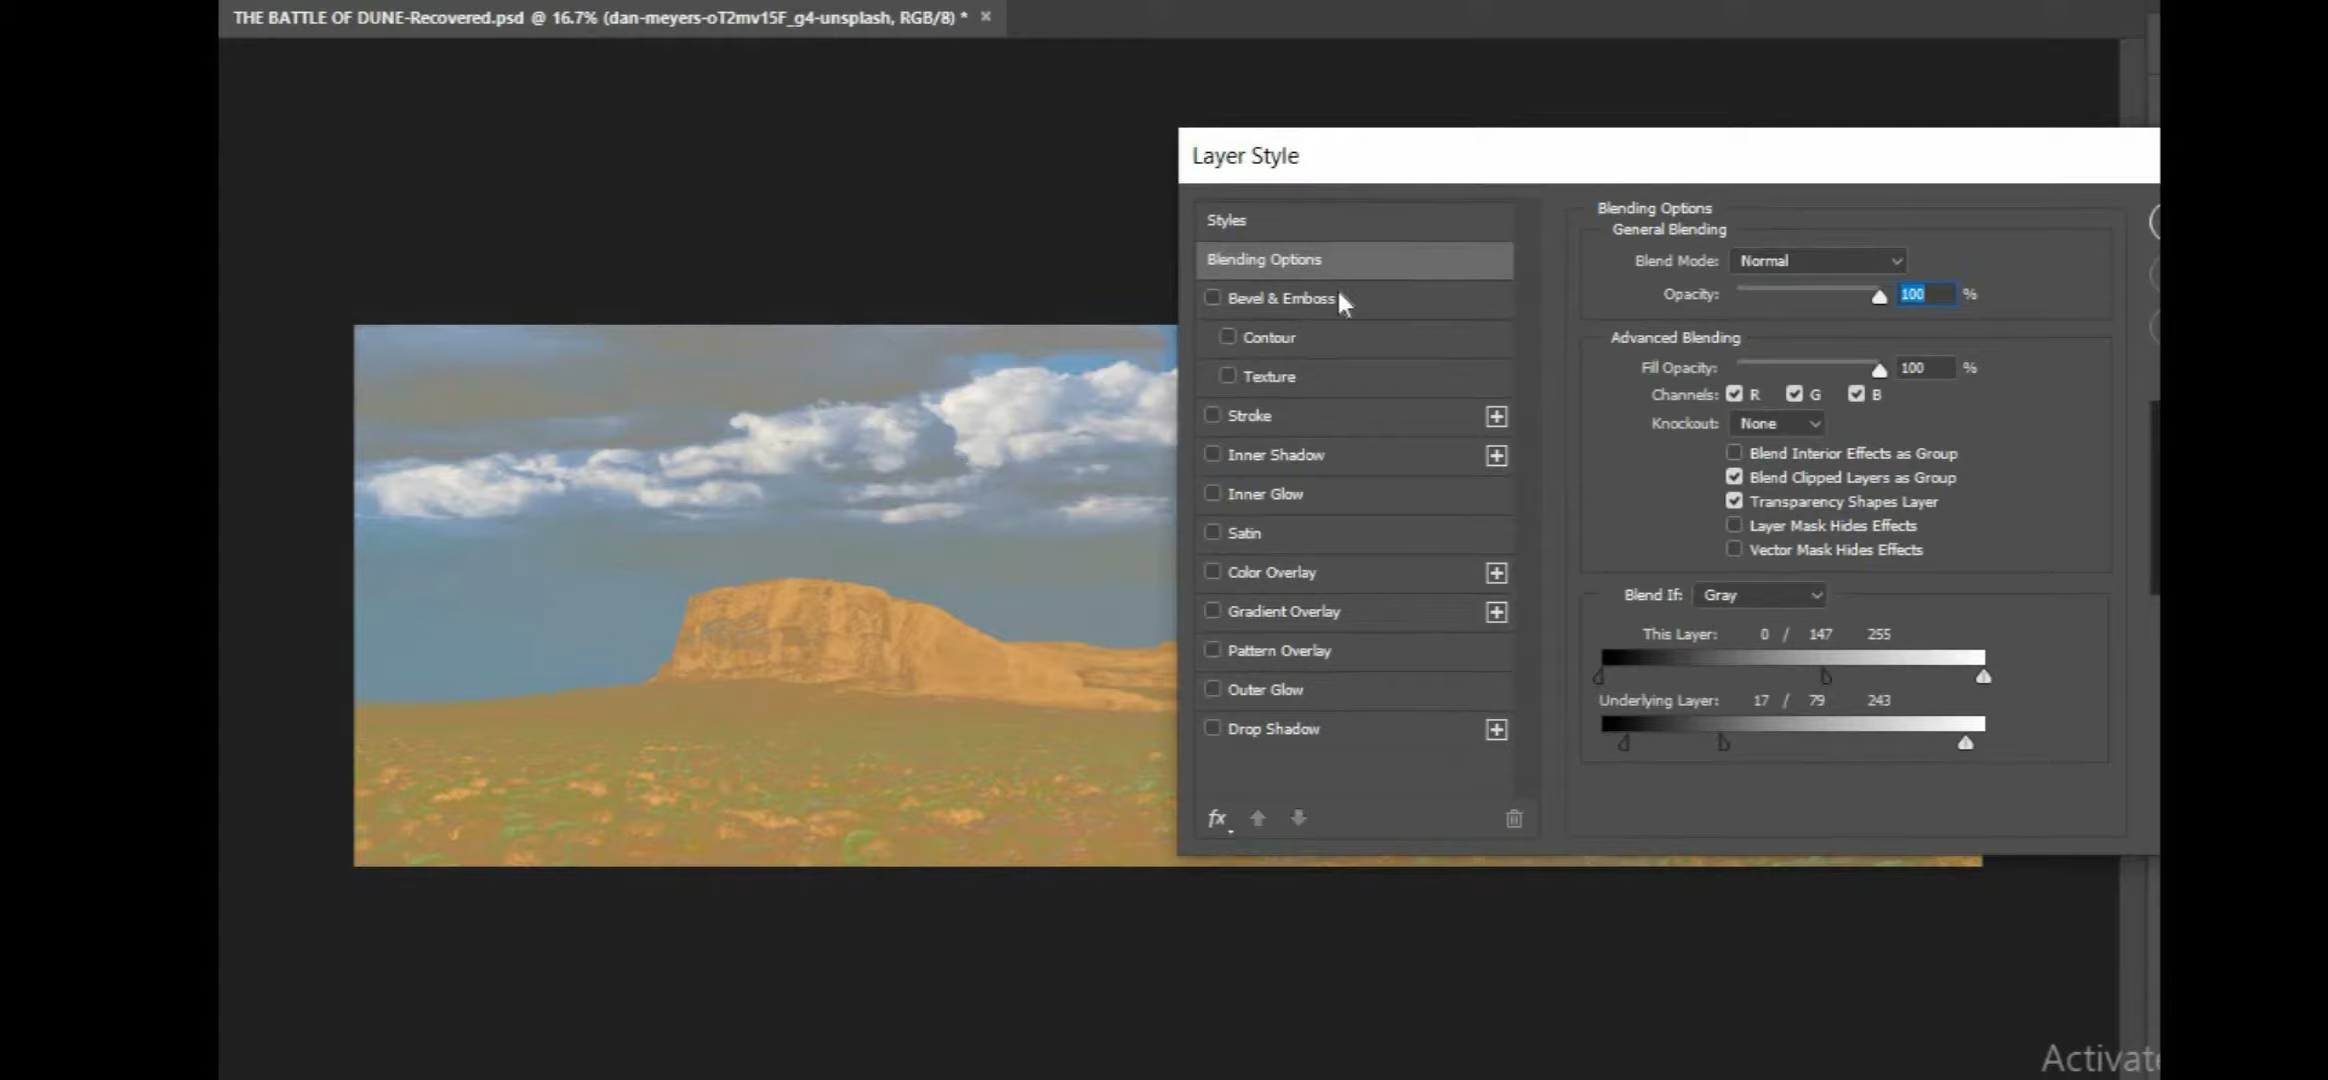 THE BATTLE OF DUNE-Recovered.psd @ 16.7% (dan-meyers-oT2mv15F_g4-unsplash, RGB/8) * ×
Layer Style
Styles
Blending Options
Bevel & Emboss
Contour
Texture
Stroke
Inner Shadow
Inner Glow
Satin
Color Overlay
Gradient Overlay
Pattern Overlay
Outer Glow
Drop Shadow
fx
Blending Options
General Blending
Blend Mode: Normal
Opacity: 100 %
Advanced Blending
Fill Opacity: 100 %
Channels: R G B
Knockout: None
Blend Interior Effects as Group
Blend Clipped Layers as Group
Transparency Shapes Layer
Layer Mask Hides Effects
Vector Mask Hides Effects
Blend If: Gray
This Layer: 0 / 147 255
Underlying Layer: 17 / 79 243
Activate